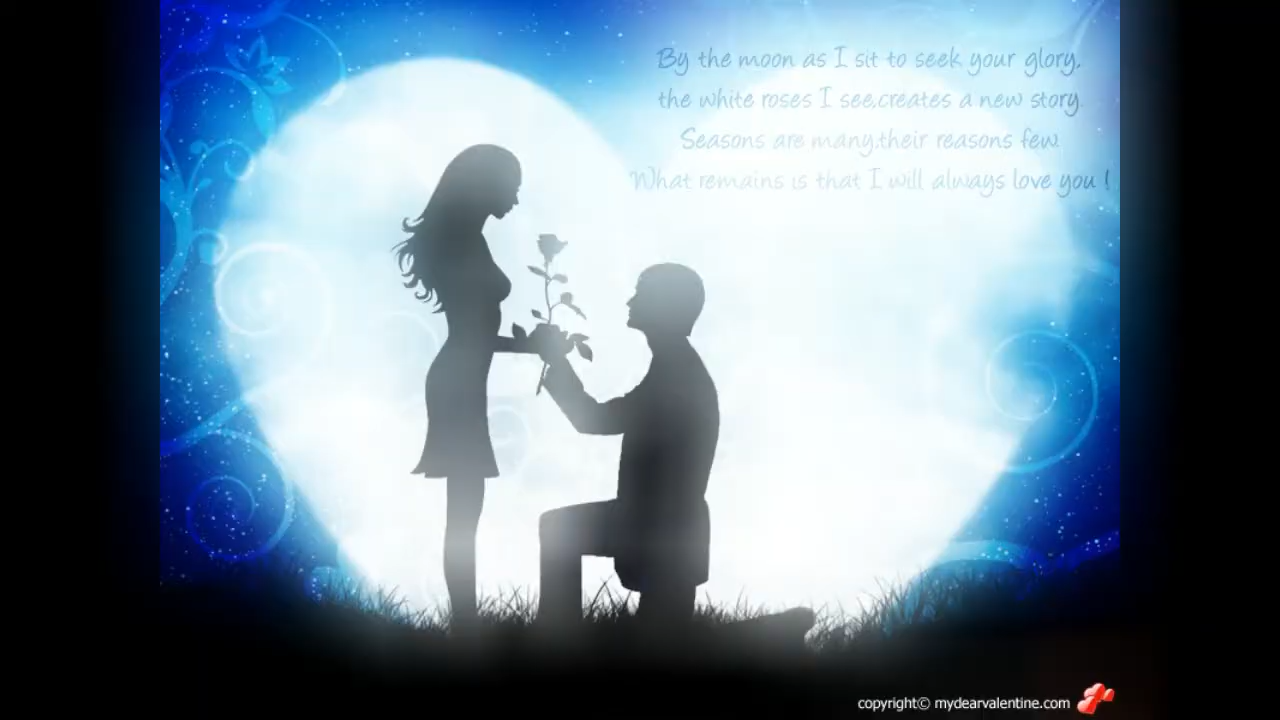 By the moon as I sit to seek your glory,
the white roses I see,creates a new story.
Seasons are many,their reasons few
What remains is that I will always love you !
copyright© mydearvalentine.com